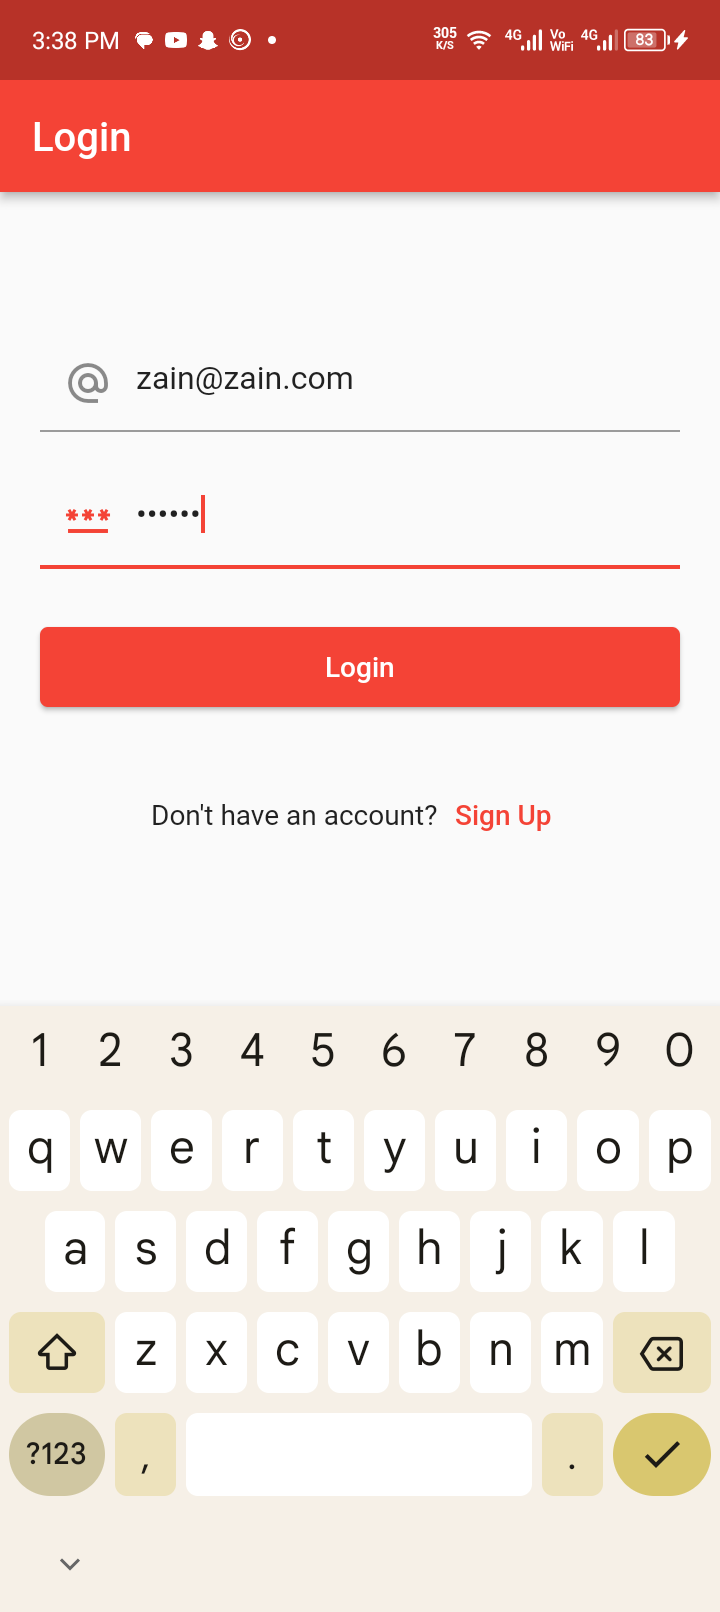 3:38 PM 305 K/S 4G Vo WiFi 4G 83
Login
zain@zain.com
••••••
Login
Don't have an account? Sign Up
1 2 3 4 5 6 7 8 9 0
q w e r t y u i o p
a s d f g h j k l
z x c v b n m
?123 , .